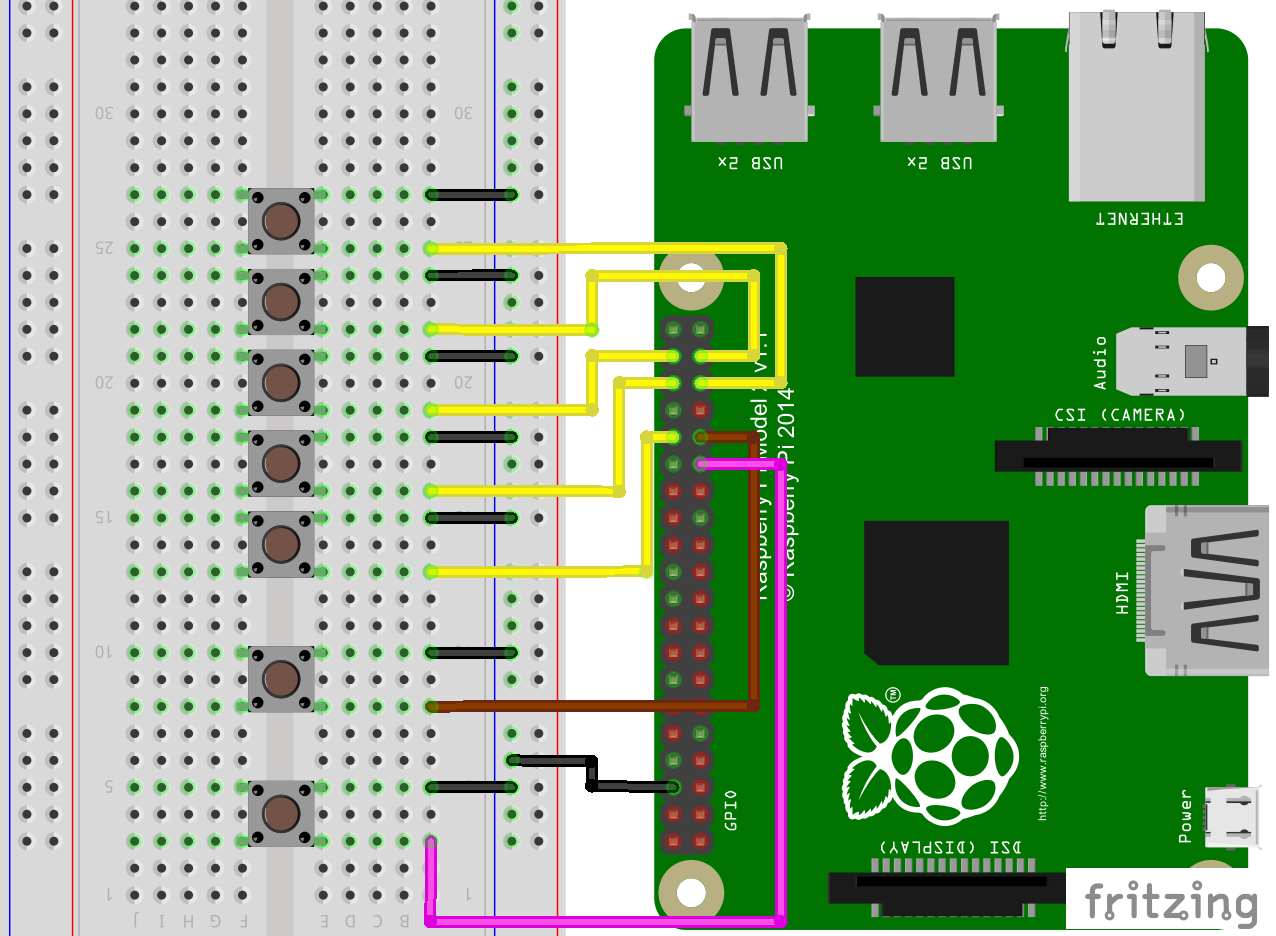 USB 2x
USB 2x
30
30
ETHERNET
25
Audio
20
20
CSI (CAMERA)
Raspberry Pi Model 2 v1.1
© Raspberry Pi 2014
15
HDMI
10
TM
http://www.raspberrypi.org
5
GPIO
Power
DSI (DISPLAY)
1
1
J I H G F E D C B
fritzing